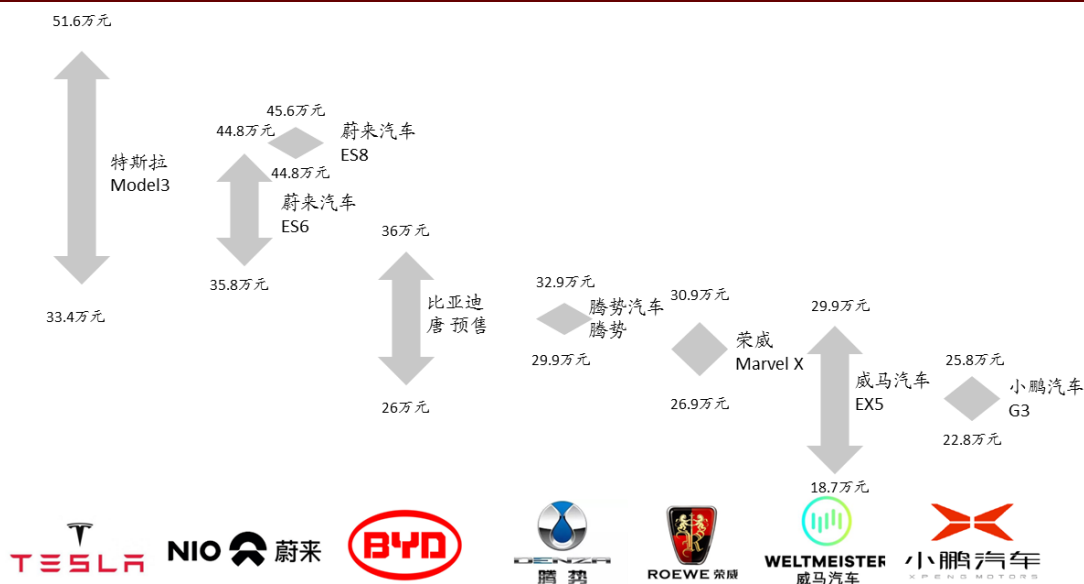 51.6万元
特斯拉
Model3
33.4万元
45.6万元
44.8万元
蔚来汽车
ES8
44.8万元
蔚来汽车
ES6
35.8万元
36万元
比亚迪
唐 预售
26万元
32.9万元
腾势汽车
腾势
29.9万元
30.9万元
荣威
Marvel X
26.9万元
29.9万元
威马汽车
EX5
18.7万元
25.8万元
小鹏汽车
G3
22.8万元
TESLA
NIO 蔚来
BYD
DENZA
腾势
ROEWE 荣威
WELTMEISTER
威马汽车
小鹏汽车
XPENG MOTORS